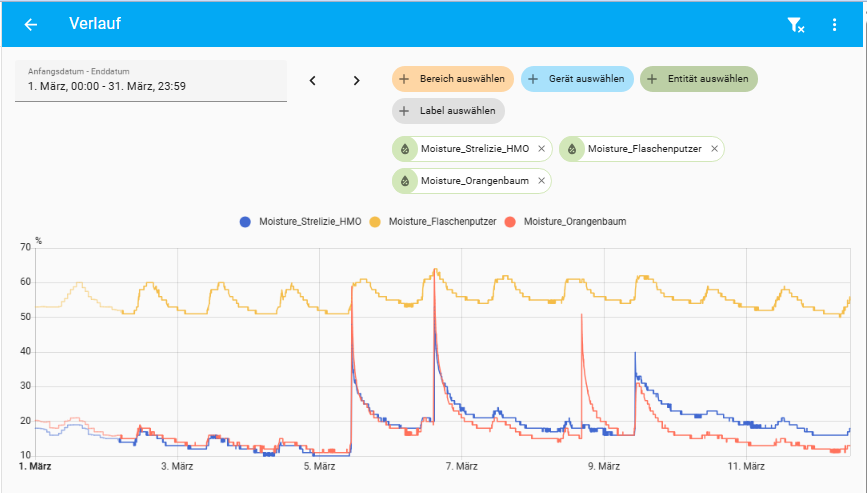 Verlauf
Anfangsdatum - Enddatum
1. März, 00:00 - 31. März, 23:59
Bereich auswählen
Gerät auswählen
Entität auswählen
Label auswählen
Moisture_Strelizie_HMO
Moisture_Flaschenputzer
Moisture_Orangenbaum
Moisture_Strelizie_HMO Moisture_Flaschenputzer Moisture_Orangenbaum
%
70
60
50
40
30
20
10
1. März 3. März 5. März 7. März 9. März 11. März